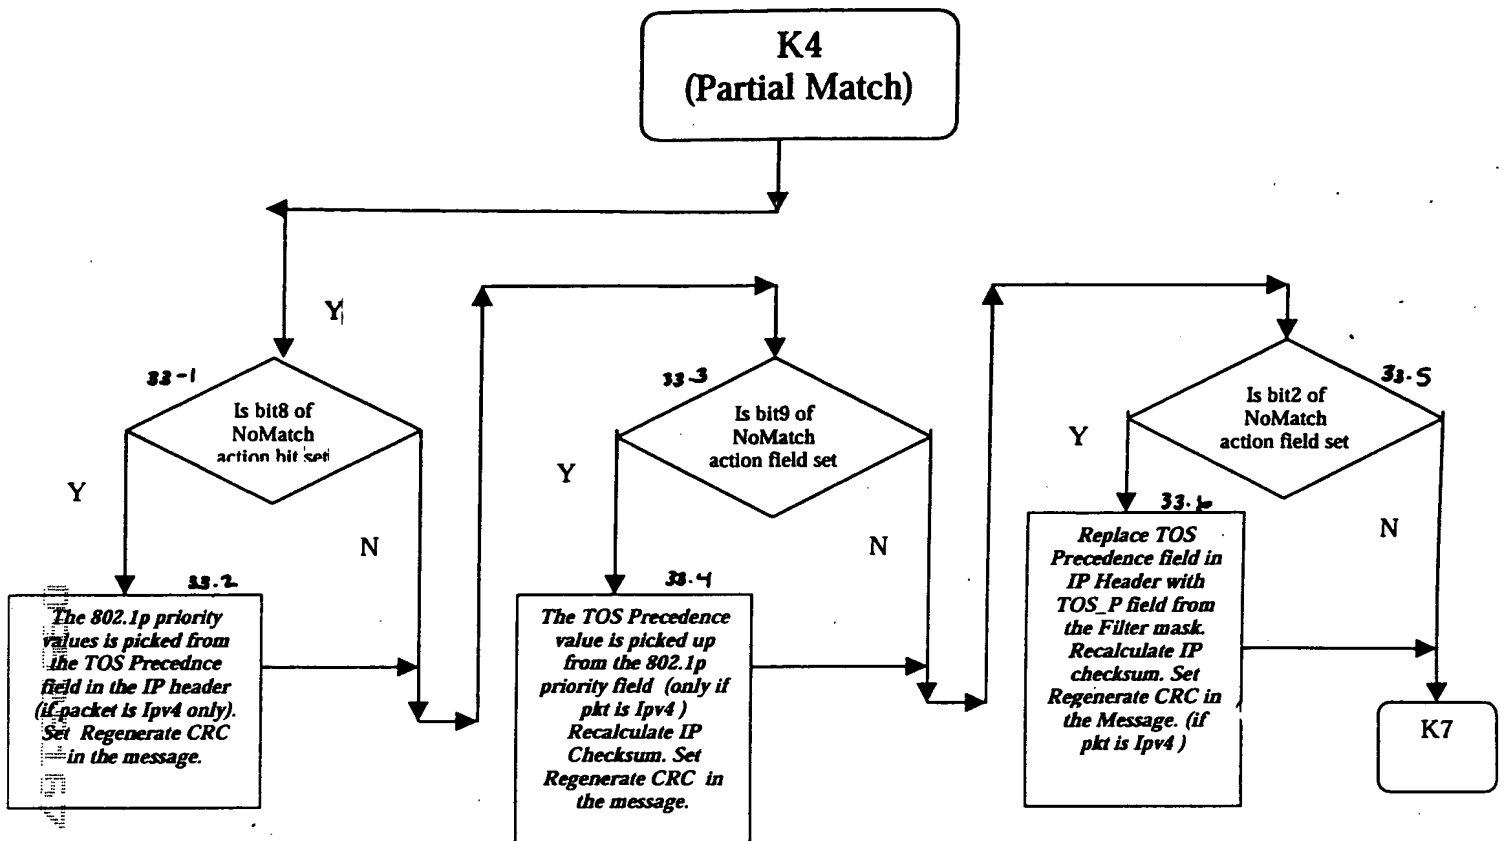 K4
(Partial Match)
Y
33-1
Is bit8 of
NoMatch
action bit set
Y
N
33.2
The 802.1p priority
values is picked from
the TOS Precednce
field in the IP header
(if packet is Ipv4 only).
Set Regenerate CRC
in the message.
33.3
Is bit9 of
NoMatch
action field set
Y
N
33.4
The TOS Precedence
value is picked up
from the 802.1p
priority field (only if
pkt is Ipv4 )
Recalculate IP
Checksum. Set
Regenerate CRC in
the message.
33.5
Is bit2 of
NoMatch
action field set
Y
N
33.6
Replace TOS
Precedence field in
IP Header with
TOS_P field from
the Filter mask.
Recalculate IP
checksum. Set
Regenerate CRC in
the Message. (if
pkt is Ipv4 )
K7